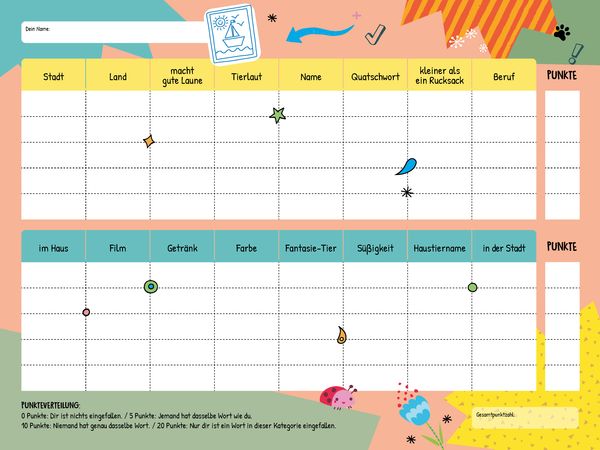 Dein Name:
Stadt Land macht gute Laune Tierlaut Name Quatschwort kleiner als ein Rucksack Beruf PUNKTE
im Haus Film Getränk Farbe Fantasie-Tier Süßigkeit Haustiername in der Stadt PUNKTE
PUNKTEVERTEILUNG:
0 Punkte: Dir ist nichts eingefallen. / 5 Punkte: Jemand hat dasselbe Wort wie du.
10 Punkte: Niemand hat genau dasselbe Wort. / 20 Punkte: Nur dir ist ein Wort in dieser Kategorie eingefallen.
Gesamtpunktzahl: